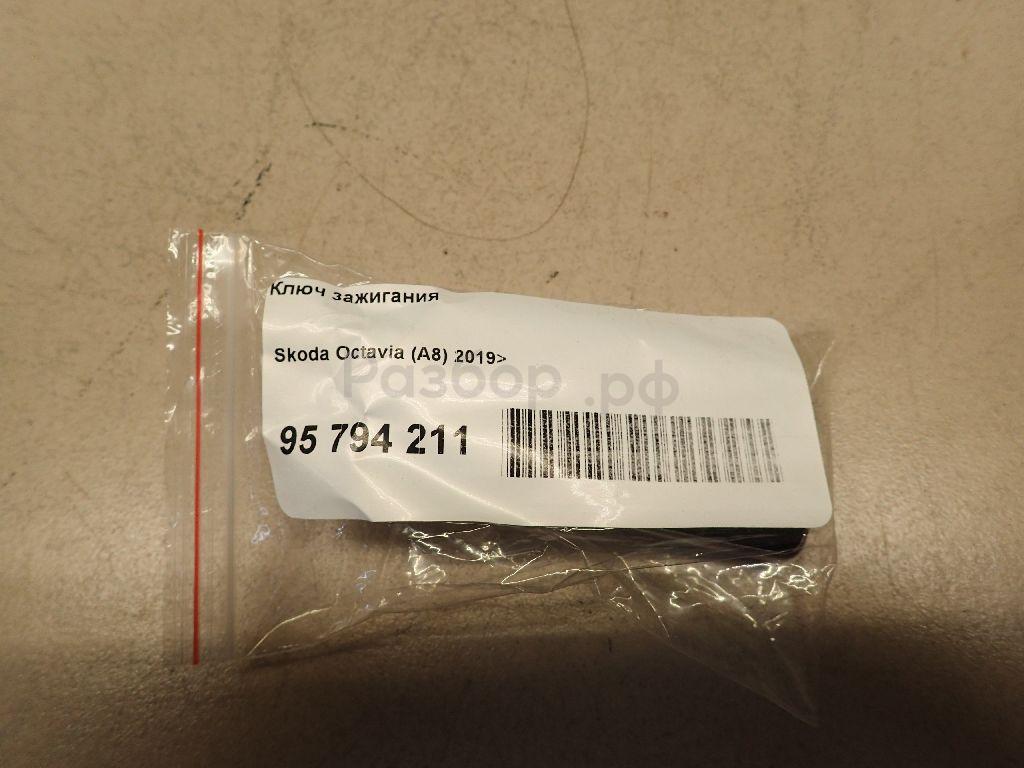 Ключ зажигания
Skoda Octavia (A8) 2019>
Разбор .рф
95 794 211